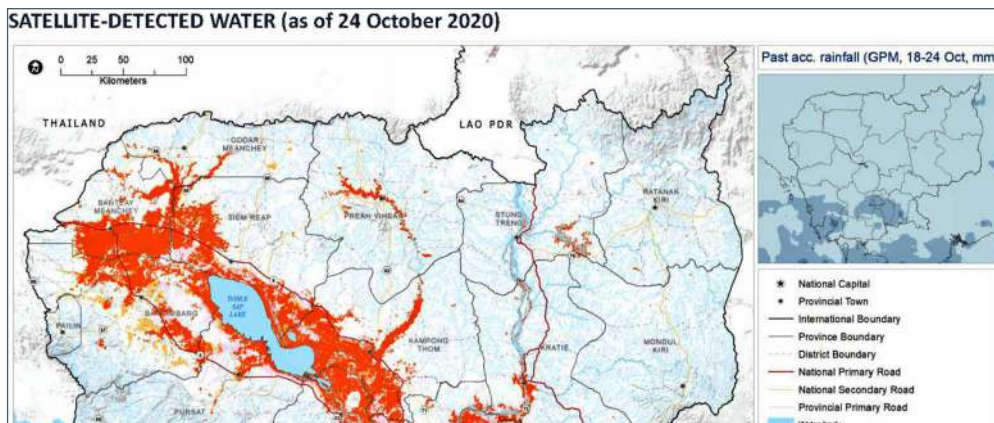 SATELLITE-DETECTED WATER (as of 24 October 2020)
0 25 50 100
Kilometers
Past acc. rainfall (GPM, 18-24 Oct, mm
THAILAND
LAO PDR
ODDAR
MEANCHEY
BANTEAY
MEANCHEY
SIEM REAP
PREAH VIHEAR
STUNG
TRENG
RATANAK
KIRI
TONLE
SAP
LAKE
PAILIN
KAMPONG
THOM
KRATIE
MONDUL
KIRI
PURSAT
National Capital
Provincial Town
International Boundary
Province Boundary
District Boundary
National Primary Road
National Secondary Road
Provincial Primary Road